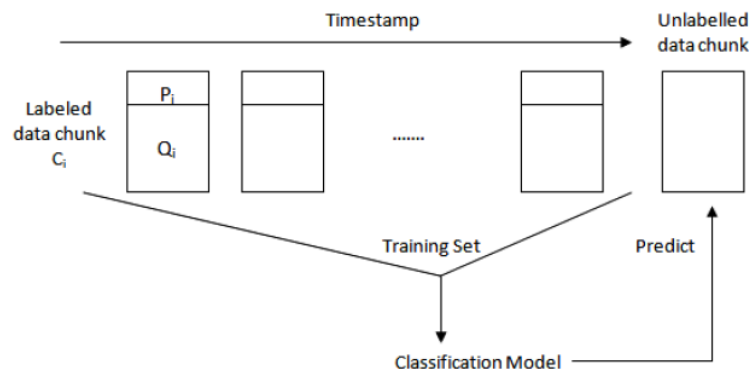 Timestamp
Unlabelled
data chunk
Labeled
data chunk
Cᵢ
Pᵢ
Qᵢ
.......
Training Set
Predict
Classification Model